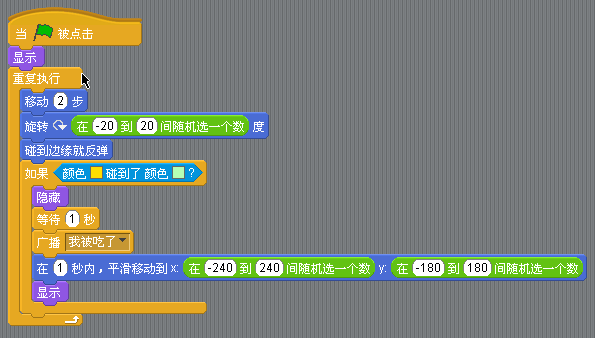 当 被点击
显示
重复执行
移动 2 步
旋转 在 -20 到 20 间随机选一个数 度
碰到边缘就反弹
如果 颜色 碰到了 颜色 ?
隐藏
等待 1 秒
广播 我被吃了
在 1 秒内，平滑移动到 x: 在 -240 到 240 间随机选一个数 y: 在 -180 到 180 间随机选一个数
显示